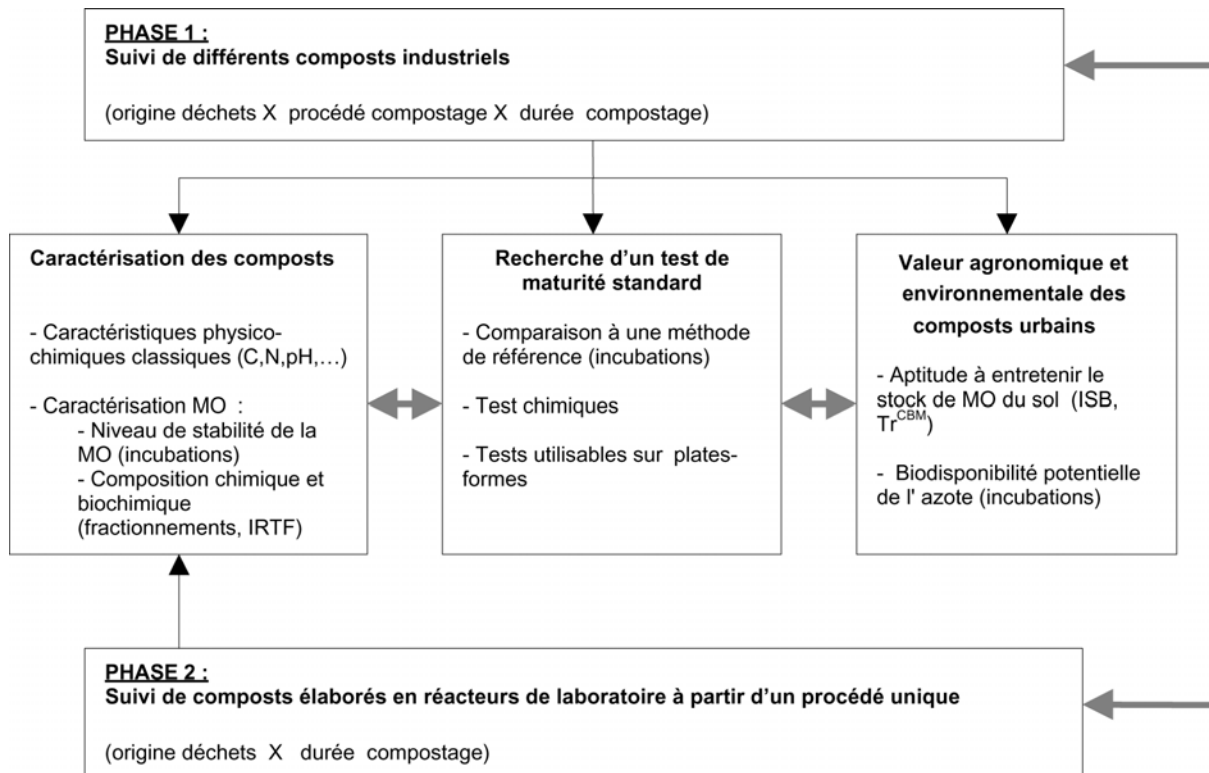 PHASE 1 :
Suivi de différents composts industriels
(origine déchets X procédé compostage X durée compostage)
Caractérisation des composts
- Caractéristiques physico-
chimiques classiques (C,N,pH,…)
- Caractérisation MO :
- Niveau de stabilité de la
MO (incubations)
- Composition chimique et
biochimique
(fractionnements, IRTF)
Recherche d'un test de
maturité standard
- Comparaison à une méthode
de référence (incubations)
- Test chimiques
- Tests utilisables sur plates-
formes
Valeur agronomique et
environnementale des
composts urbains
- Aptitude à entretenir le
stock de MO du sol (ISB,
Tr^CBM)
- Biodisponibilité potentielle
de l' azote (incubations)
PHASE 2 :
Suivi de composts élaborés en réacteurs de laboratoire à partir d'un procédé unique
(origine déchets X durée compostage)